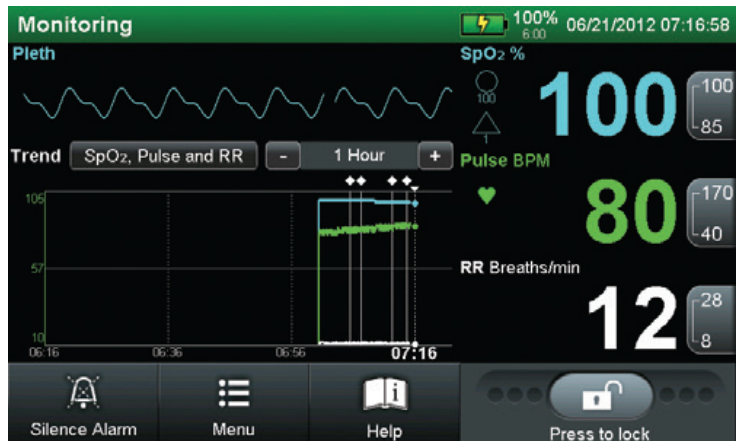 Monitoring
100%
6:00
06/21/2012 07:16:58
Pleth
SpO₂ %
100
1
100
100
85
Trend
SpO₂, Pulse and RR
-
1 Hour
+
Pulse BPM
80
170
40
105
57
10
06:16
06:36
06:56
07:16
RR Breaths/min
12
28
8
Silence Alarm
Menu
i
Help
Press to lock